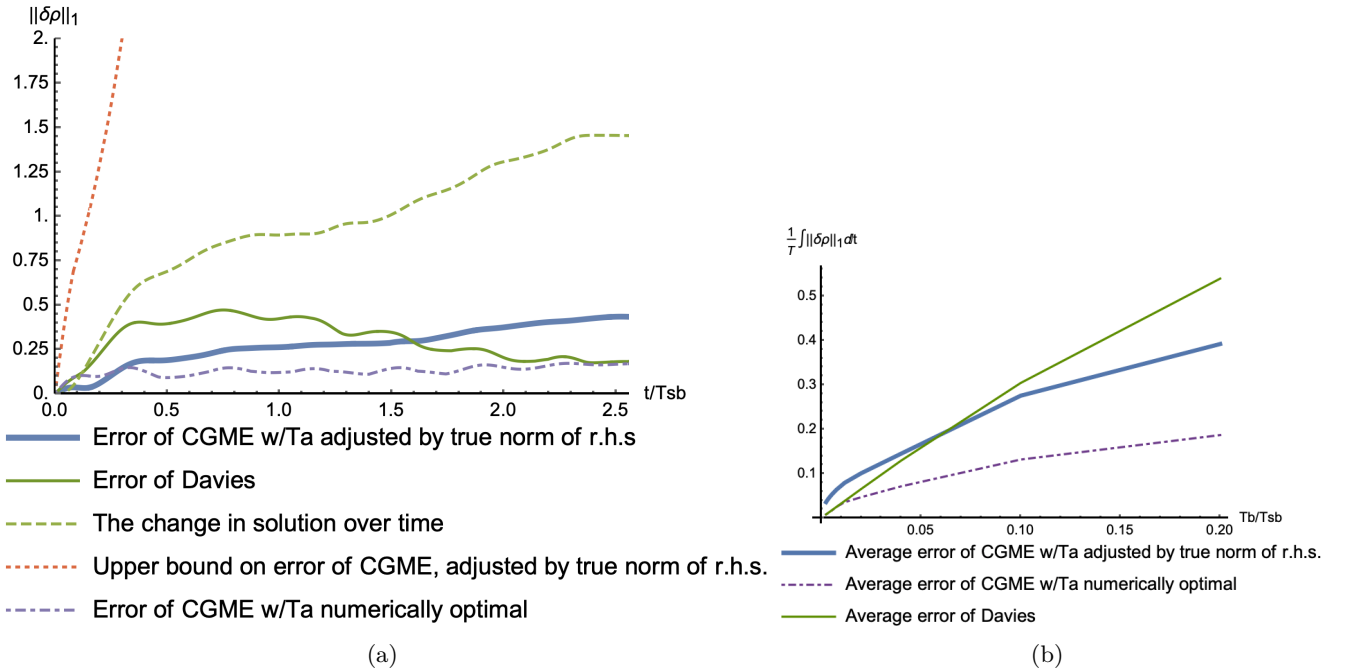 ||δρ||₁
2.
1.75
1.5
1.25
1.
0.75
0.5
0.25
0.
0.0 0.5 1.0 1.5 2.0 2.5
t/Tsb
Error of CGME w/Ta adjusted by true norm of r.h.s
Error of Davies
The change in solution over time
Upper bound on error of CGME, adjusted by true norm of r.h.s.
Error of CGME w/Ta numerically optimal
(a)
1/T ∫||δρ||₁dt
0.5
0.4
0.3
0.2
0.1
0.05 0.10 0.15 0.20
Tb/Tsb
Average error of CGME w/Ta adjusted by true norm of r.h.s.
Average error of CGME w/Ta numerically optimal
Average error of Davies
(b)